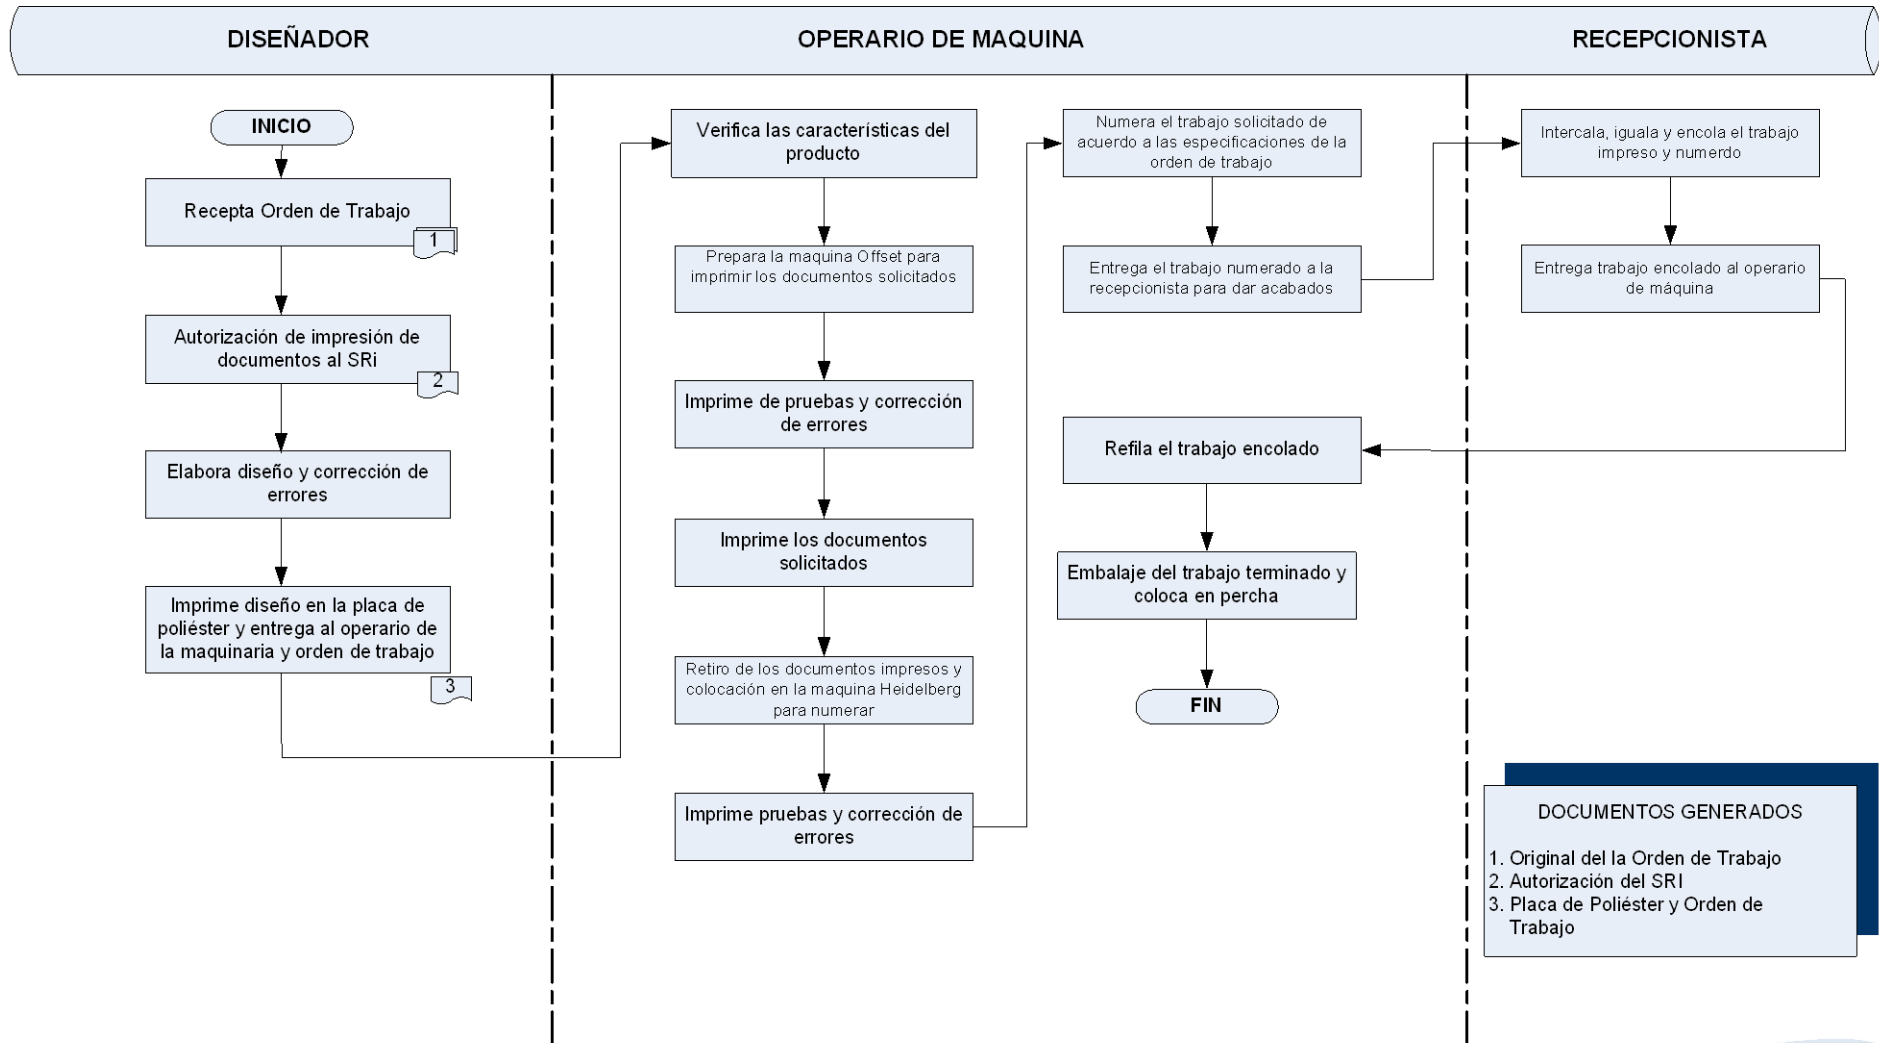 DISEÑADOR
OPERARIO DE MAQUINA
RECEPCIONISTA
INICIO
Recepta Orden de Trabajo
1
Autorización de impresión de
documentos al SRi
2
Elabora diseño y corrección de
errores
Imprime diseño en la placa de
poliéster y entrega al operario de
la maquinaria y orden de trabajo
3
Verifica las características del
producto
Prepara la maquina Offset para
imprimir los documentos solicitados
Imprime de pruebas y corrección
de errores
Imprime los documentos
solicitados
Retiro de los documentos impresos y
colocación en la maquina Heidelberg
para numerar
Imprime pruebas y corrección de
errores
Numera el trabajo solicitado de
acuerdo a las especificaciones de la
orden de trabajo
Entrega el trabajo numerado a la
recepcionista para dar acabados
Intercala, iguala y encola el trabajo
impreso y numerdo
Entrega trabajo encolado al operario
de máquina
Refila el trabajo encolado
Embalaje del trabajo terminado y
coloca en percha
FIN
DOCUMENTOS GENERADOS
1. Original del la Orden de Trabajo
2. Autorización del SRI
3. Placa de Poliéster y Orden de
Trabajo